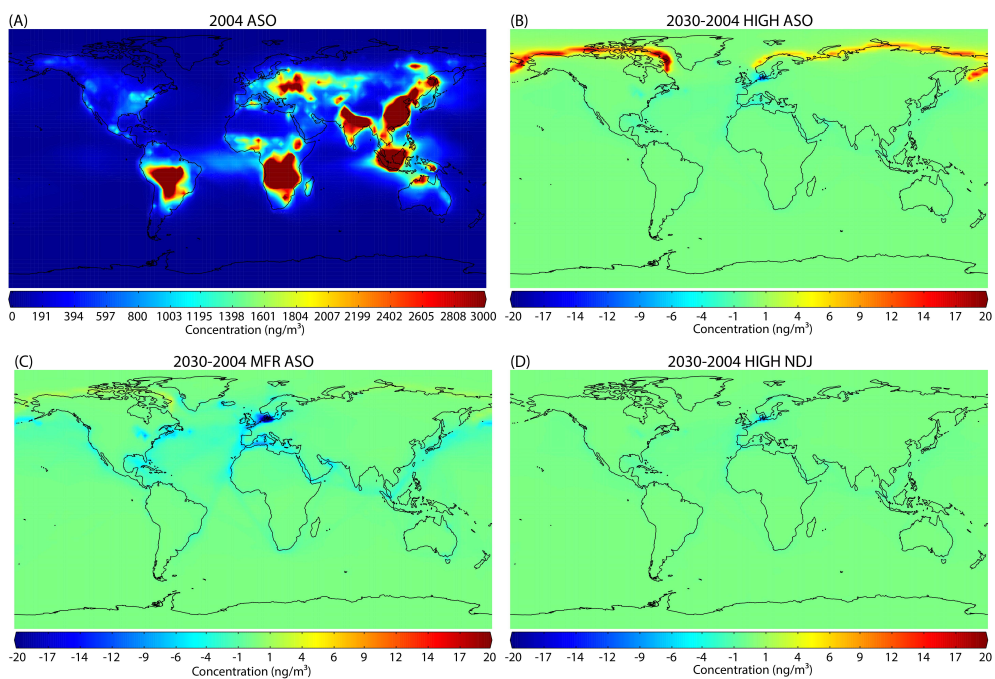 (A) 2004 ASO
(B) 2030-2004 HIGH ASO
0 191 394 597 800 1003 1195 1398 1601 1804 2007 2199 2402 2605 2808 3000
Concentration (ng/m³)
-20 -17 -14 -12 -9 -6 -4 -1 1 4 6 9 12 14 17 20
Concentration (ng/m³)
(C) 2030-2004 MFR ASO
(D) 2030-2004 HIGH NDJ
-20 -17 -14 -12 -9 -6 -4 -1 1 4 6 9 12 14 17 20
Concentration (ng/m³)
-20 -17 -14 -12 -9 -6 -4 -1 1 4 6 9 12 14 17 20
Concentration (ng/m³)